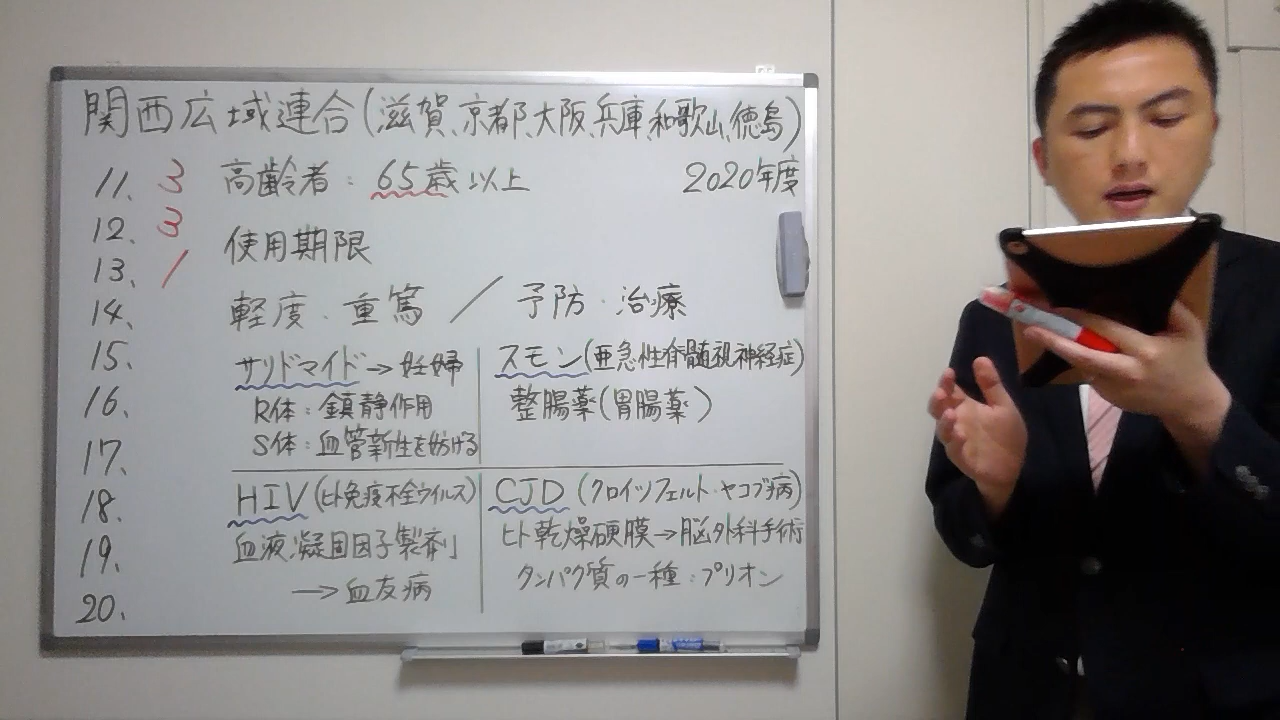 関西広域連合(滋賀、京都、大阪、兵庫、和歌山、徳島)
11. 3 高齢者：65歳以上 2020年度
12. 3
使用期限
13. 1
14. 軽度・重篤 / 予防・治療
15. サリドマイド→妊婦
R体：鎮静作用
S体：血管新生を妨げる
スモン(亜急性脊髄視神経症)
整腸薬(胃腸薬)
16.
17.
18. HIV(ヒト免疫不全ウイルス)
血液凝固因子製剤
→血友病
CJD(クロイツフェルト・ヤコブ病)
ヒト乾燥硬膜→脳外科手術
タンパク質の一種：プリオン
19.
20.